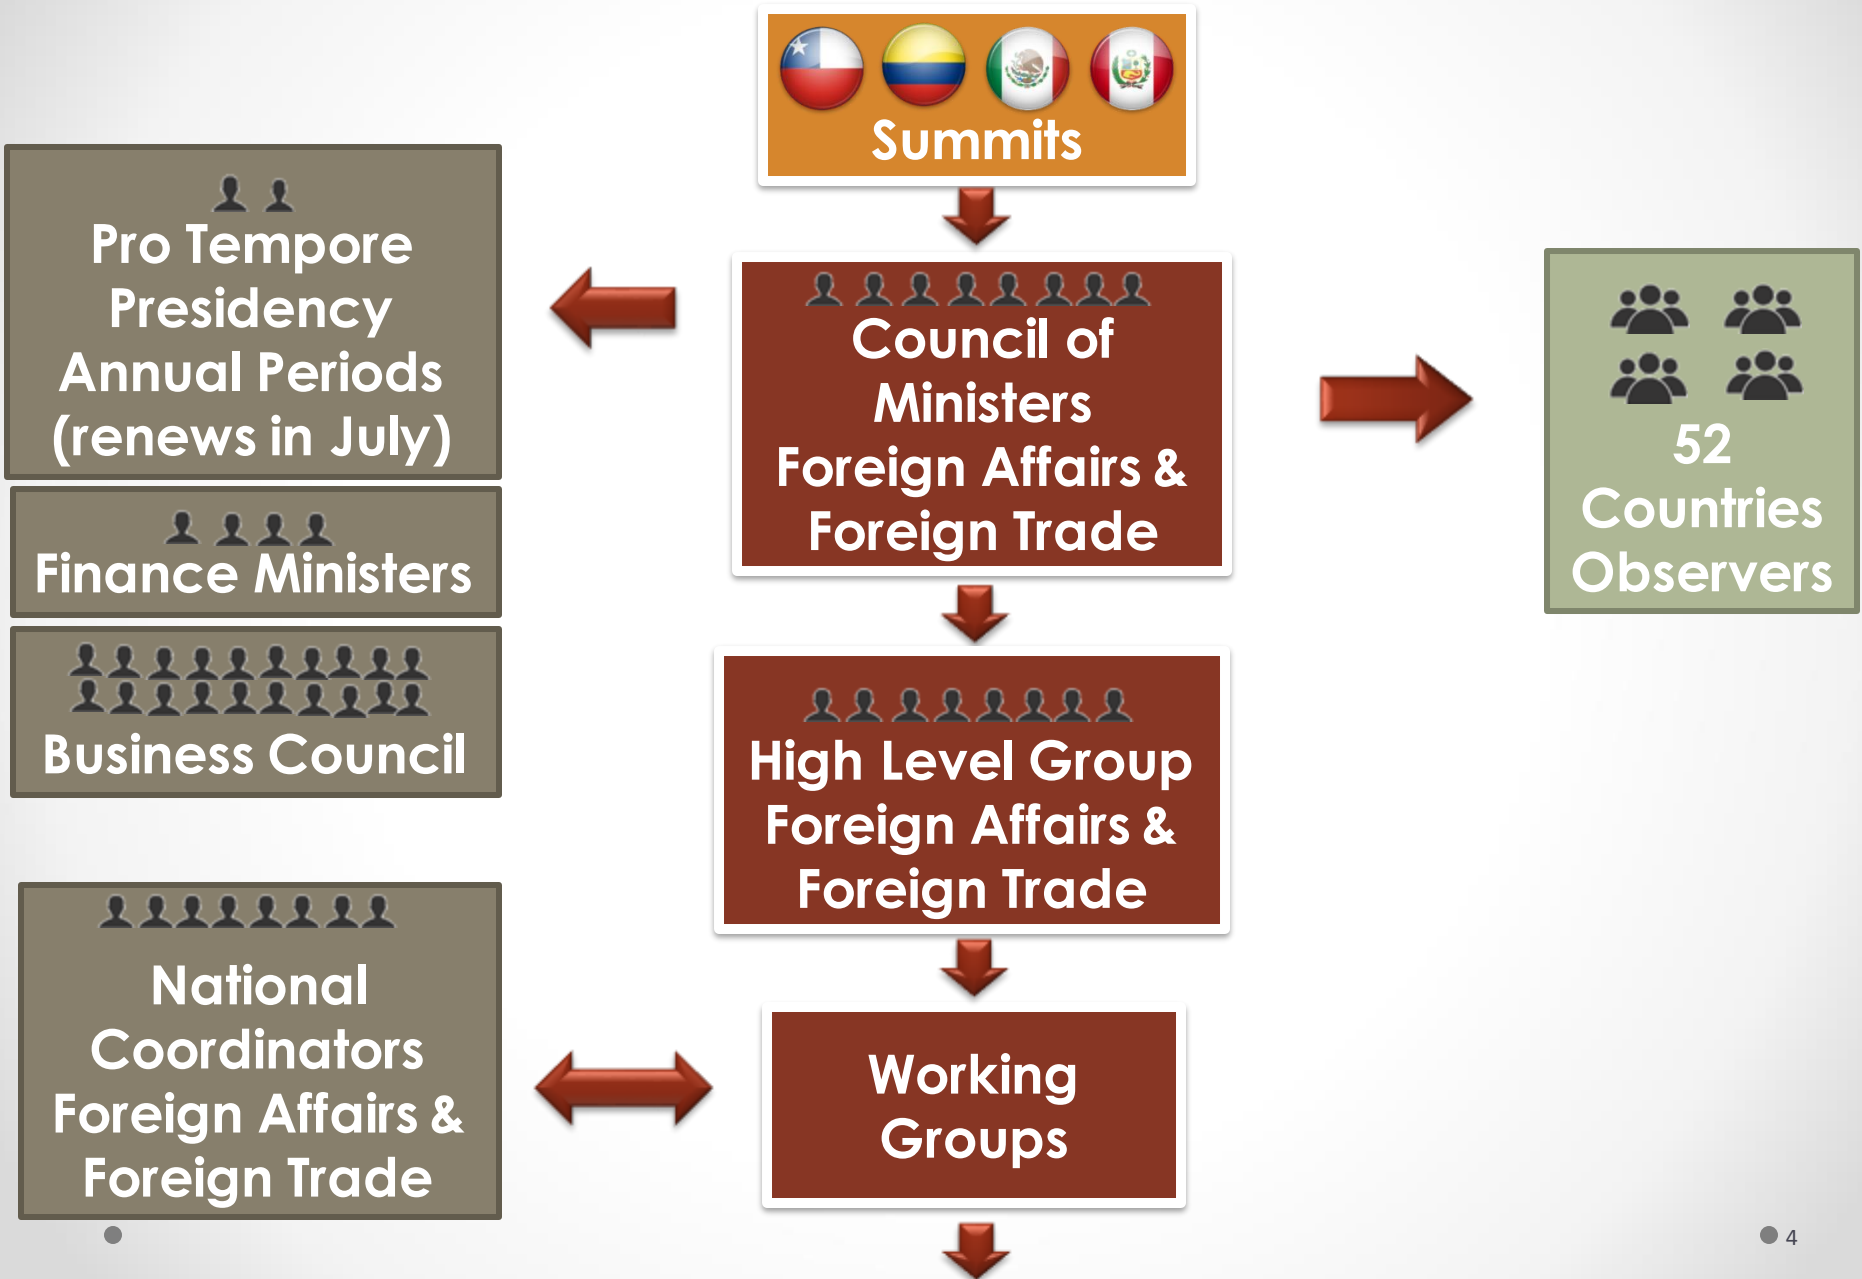 Summits
Pro Tempore
Presidency
Annual Periods
(renews in July)
Finance Ministers
Business Council
Council of
Ministers
Foreign Affairs &
Foreign Trade
52
Countries
Observers
High Level Group
Foreign Affairs &
Foreign Trade
National
Coordinators
Foreign Affairs &
Foreign Trade
Working
Groups
4